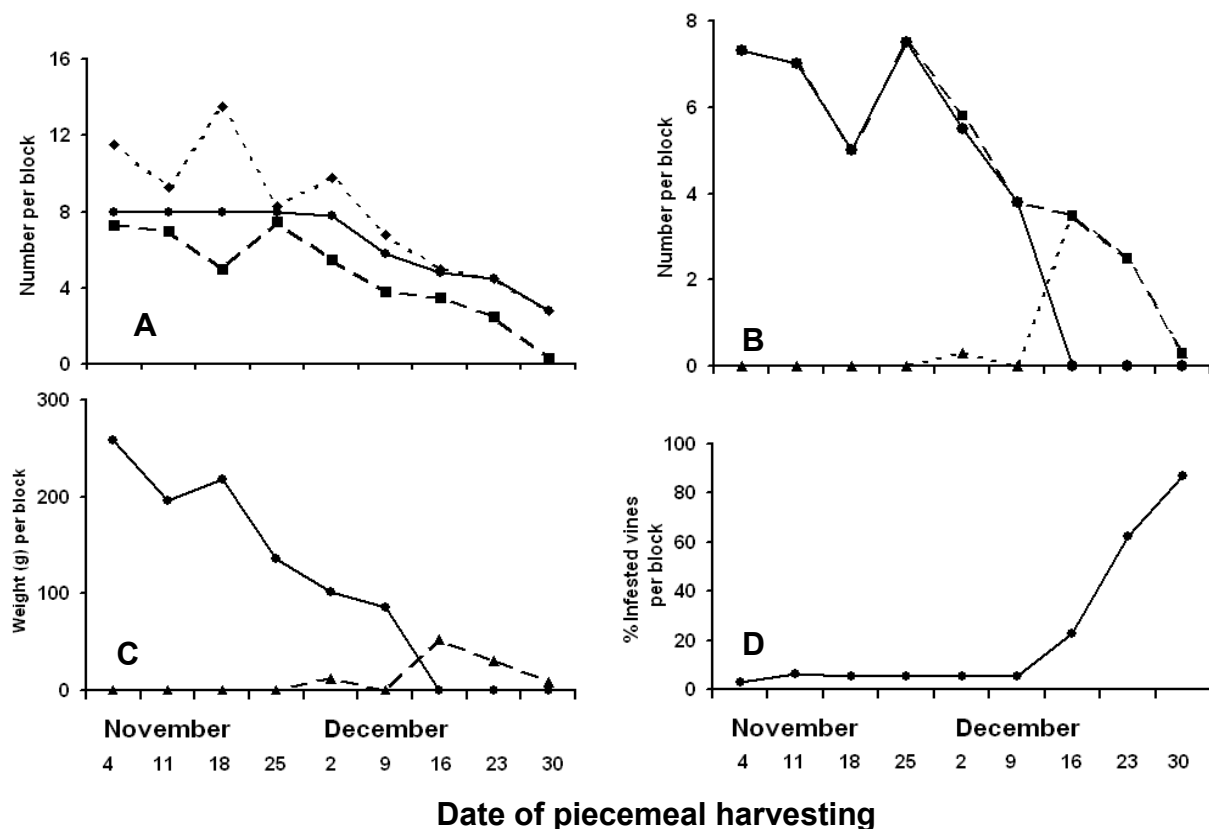 16
12
8
4
0
Number per block
A
8
6
4
2
0
Number per block
B
300
200
100
0
Weight (g) per block
C
100
80
60
40
20
0
% Infested vines
per block
D
November December
4 11 18 25 2 9 16 23 30
November December
4 11 18 25 2 9 16 23 30
Date of piecemeal harvesting